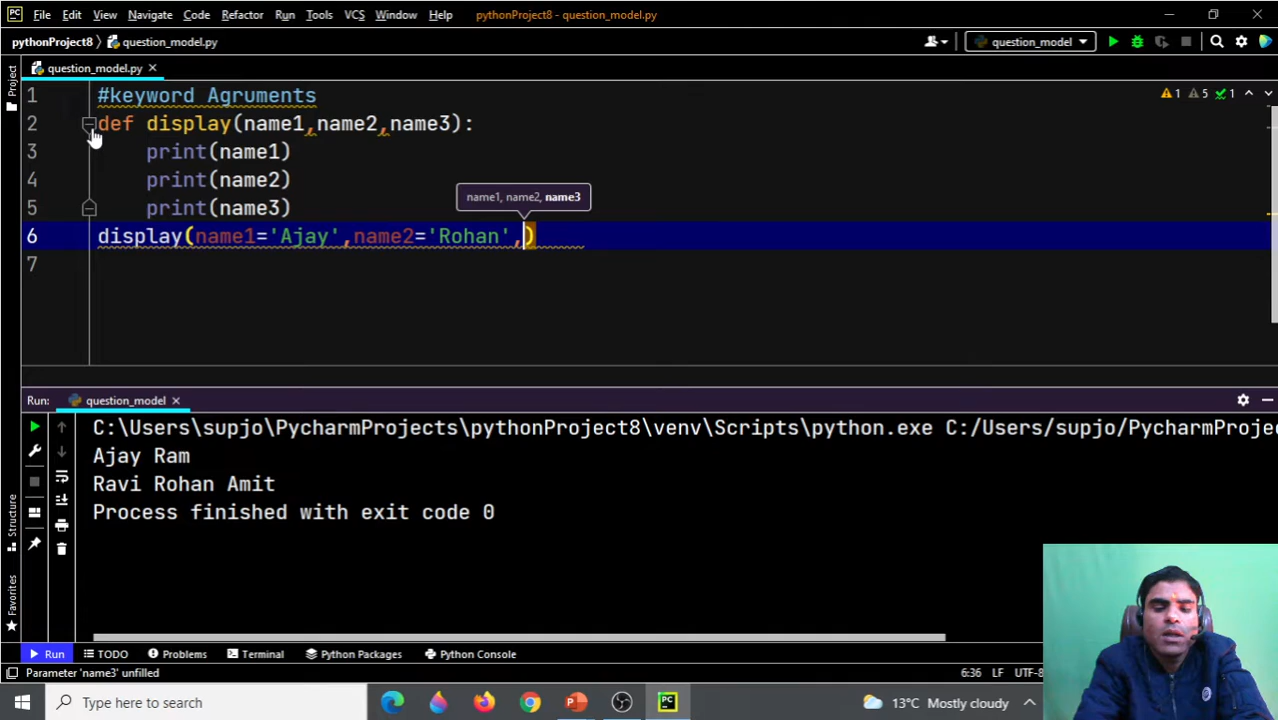 PC File Edit View Navigate Code Refactor Run Tools VCS Window Help pythonProject8 - question_model.py
pythonProject8 question_model.py question_model
Project
question_model.py
1 #keyword Agruments 1 5 1
2 def display(name1,name2,name3):
3 print(name1)
4 print(name2)
name1, name2, name3
5 print(name3)
6 display(name1='Ajay',name2='Rohan',)
7
Run: question_model
C:\Users\supjo\PycharmProjects\pythonProject8\venv\Scripts\python.exe C:/Users/supjo/PycharmProje
Ajay Ram
Ravi Rohan Amit
Process finished with exit code 0
Structure
Favorites
Run TODO Problems Terminal Python Packages Python Console
Parameter 'name3' unfilled 6:36 LF UTF-8
Type here to search PC 13°C Mostly cloudy